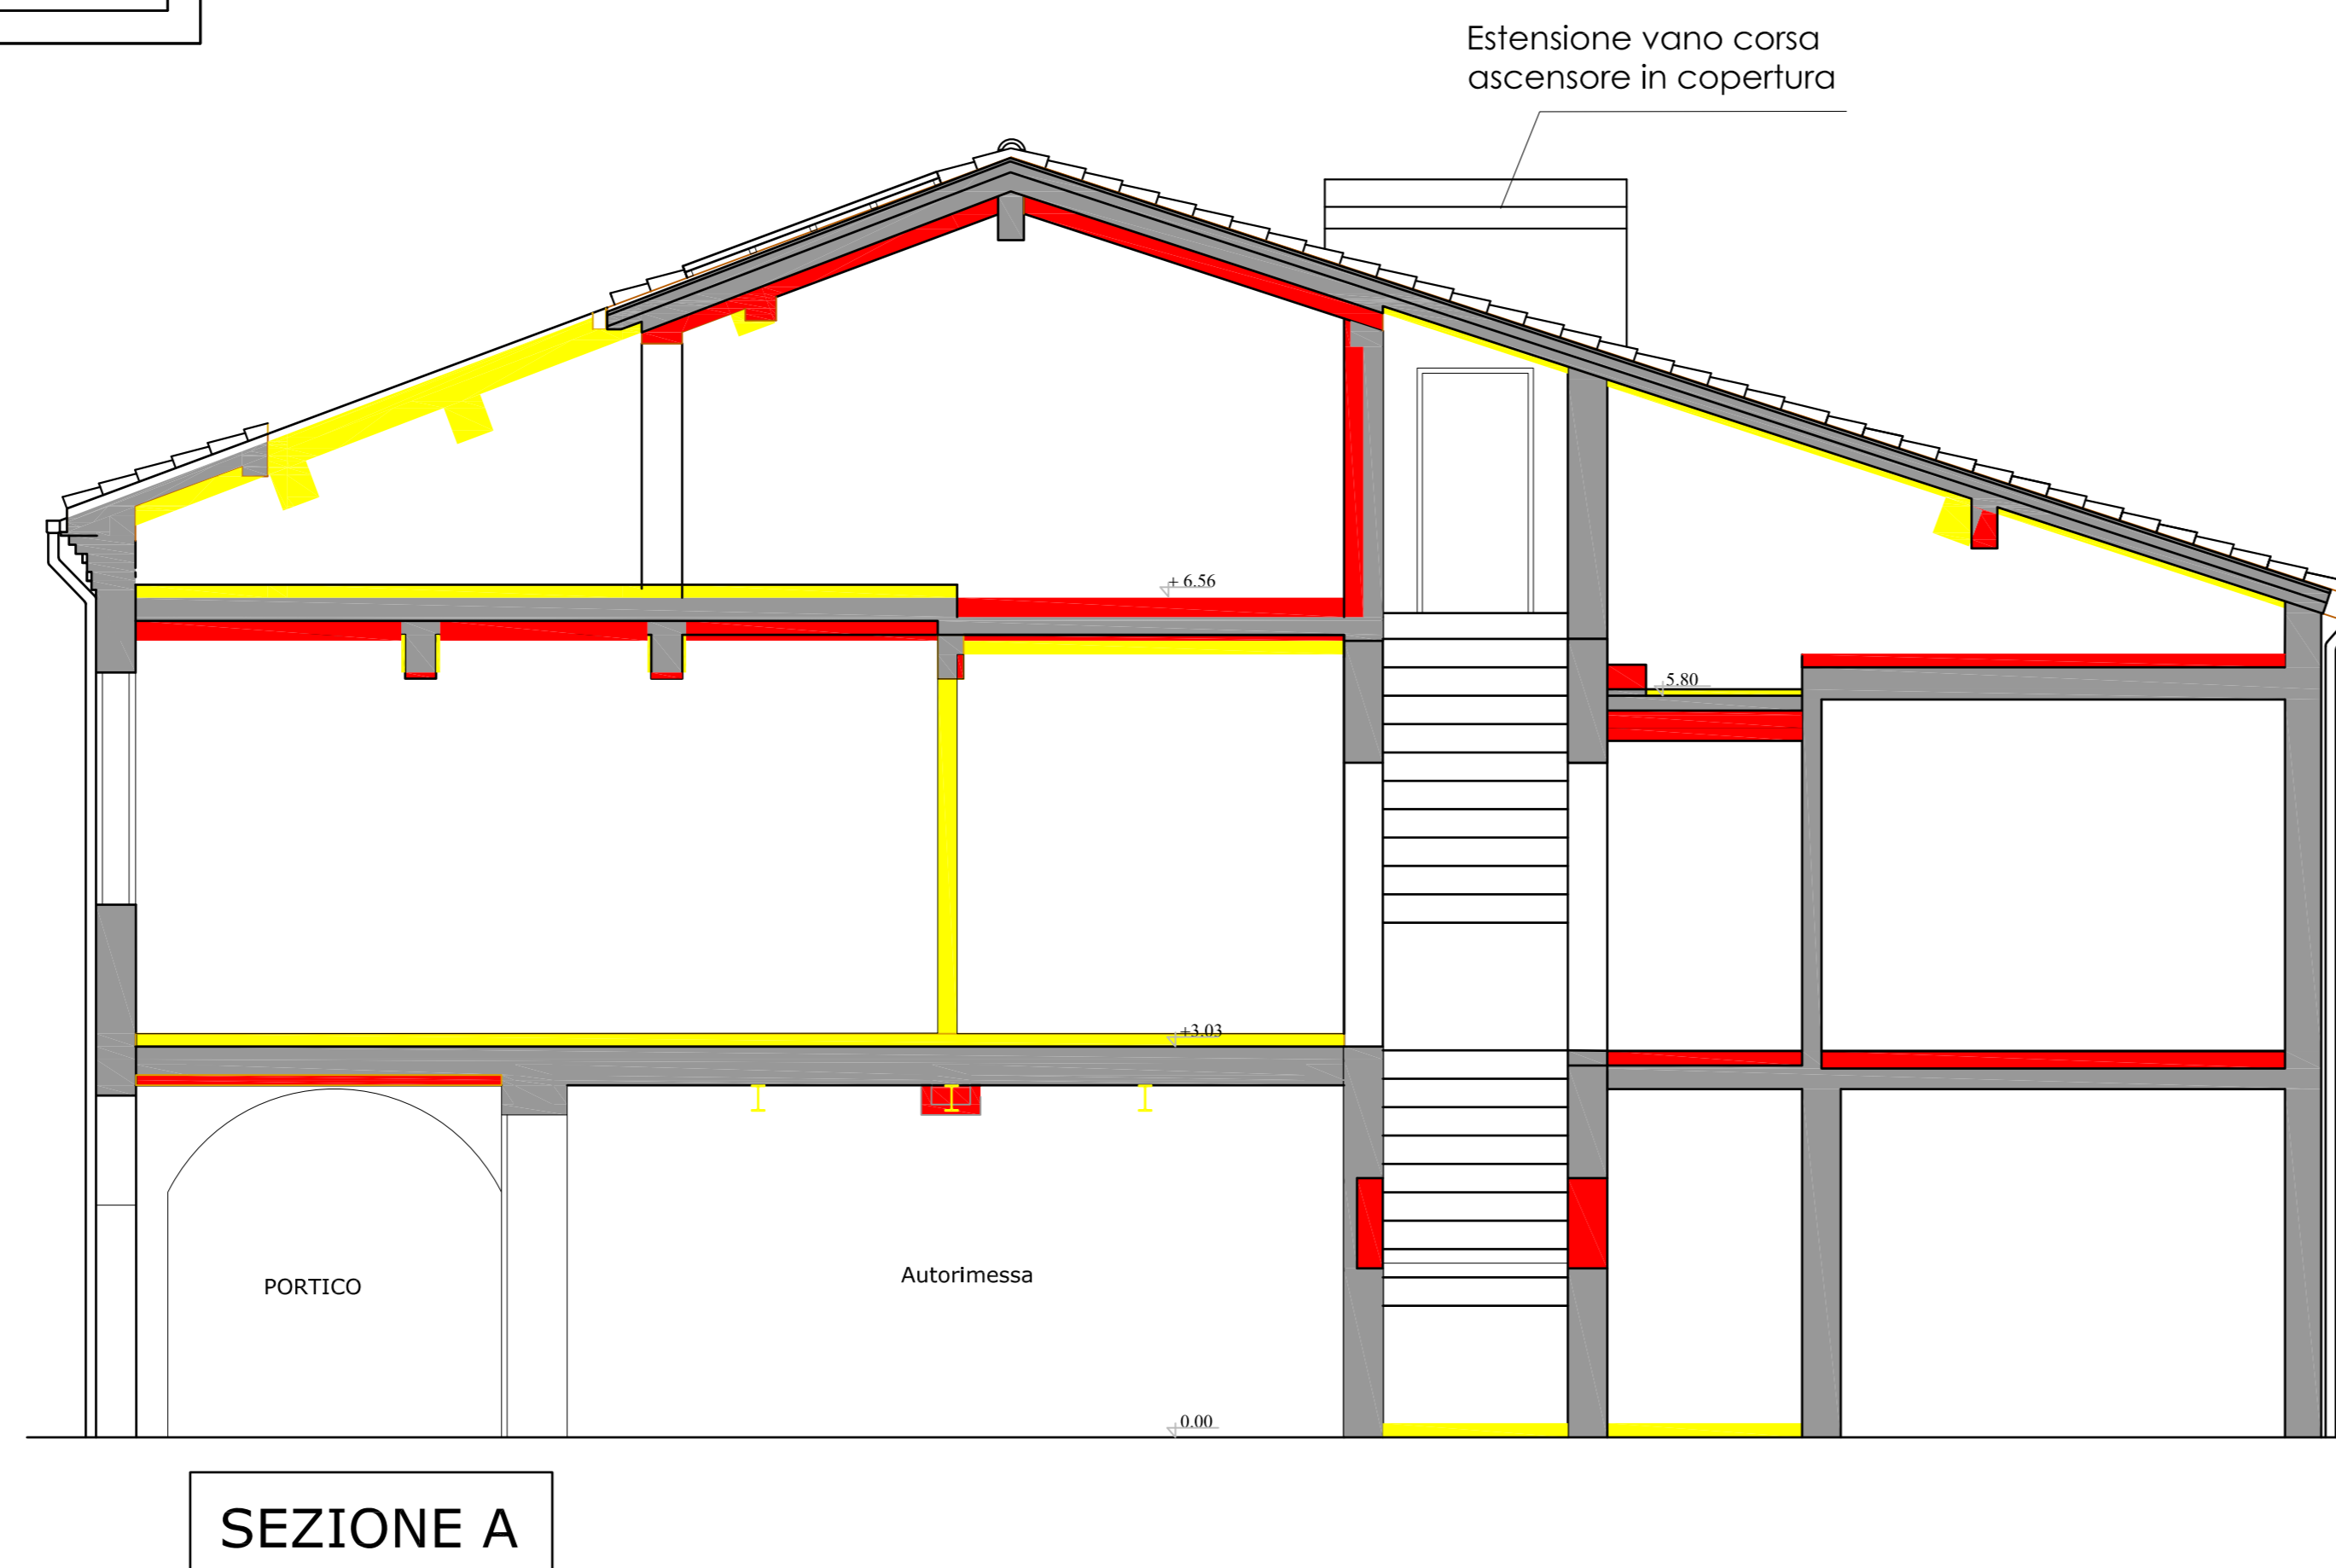 Estensione vano corsa
ascensore in copertura
+ 6.56
5.80
+3.03
Autorimessa
PORTICO
0.00
SEZIONE A